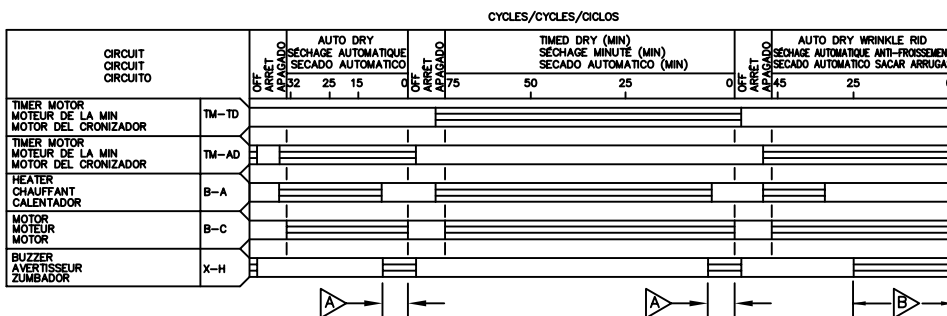 CYCLES/CYCLES/CICLOS
CIRCUIT
CIRCUIT
CIRCUITO
OFF
ARRÊT
APAGADO
AUTO DRY
SÉCHAGE AUTOMATIQUE
SECADO AUTOMATICO
32 25 15 0
OFF
ARRÊT
APAGADO
TIMED DRY (MIN)
SÉCHAGE MINUTÉ (MIN)
SECADO AUTOMATICO (MIN)
75 50 25 0
OFF
ARRÊT
APAGADO
AUTO DRY WRINKLE RID
SÉCHAGE AUTOMATIQUE ANTI-FROISSEMEN
SECADO AUTOMATICO SACAR ARRUGA
45 25
TIMER MOTOR
MOTEUR DE LA MIN
MOTOR DEL CRONIZADOR
TM-TD
TIMER MOTOR
MOTEUR DE LA MIN
MOTOR DEL CRONIZADOR
TM-AD
HEATER
CHAUFFANT
CALENTADOR
B-A
MOTOR
MOTEUR
MOTOR
B-C
BUZZER
AVERTISSEUR
ZUMBADOR
X-H
A A B